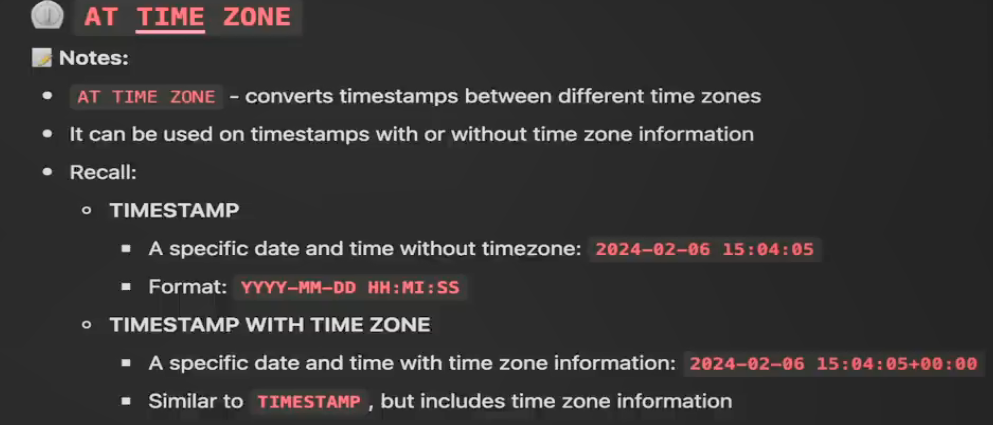 AT TIME ZONE
Notes:
AT TIME ZONE - converts timestamps between different time zones
It can be used on timestamps with or without time zone information
Recall:
TIMESTAMP
A specific date and time without timezone: 2024-02-06 15:04:05
Format: YYYY-MM-DD HH:MI:SS
TIMESTAMP WITH TIME ZONE
A specific date and time with time zone information: 2024-02-06 15:04:05+00:00
Similar to TIMESTAMP, but includes time zone information